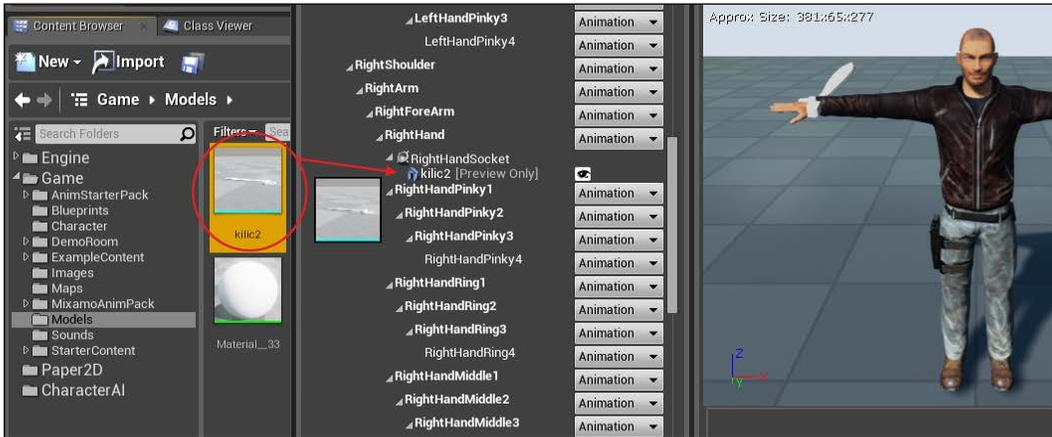 Content Browser
Class Viewer
New
Import
Game
Models
Search Folders
Filters
Sea
Engine
Game
AnimStarterPack
Blueprints
Character
DemoRoom
ExampleContent
Images
Maps
MixamoAnimPack
Models
Sounds
StarterContent
Paper2D
CharacterAI
kilic2
Material__33
LeftHandPinky3 Animation
LeftHandPinky4 Animation
RightShoulder Animation
RightArm Animation
RightForeArm Animation
RightHand Animation
RightHandSocket
kilic2 [Preview Only]
RightHandPinky1 Animation
RightHandPinky2 Animation
RightHandPinky3 Animation
RightHandPinky4 Animation
RightHandRing1 Animation
RightHandRing2 Animation
RightHandRing3 Animation
RightHandRing4 Animation
RightHandMiddle1 Animation
RightHandMiddle2 Animation
RightHandMiddle3 Animation
Approx Size: 381x65x277
Z
X
Y